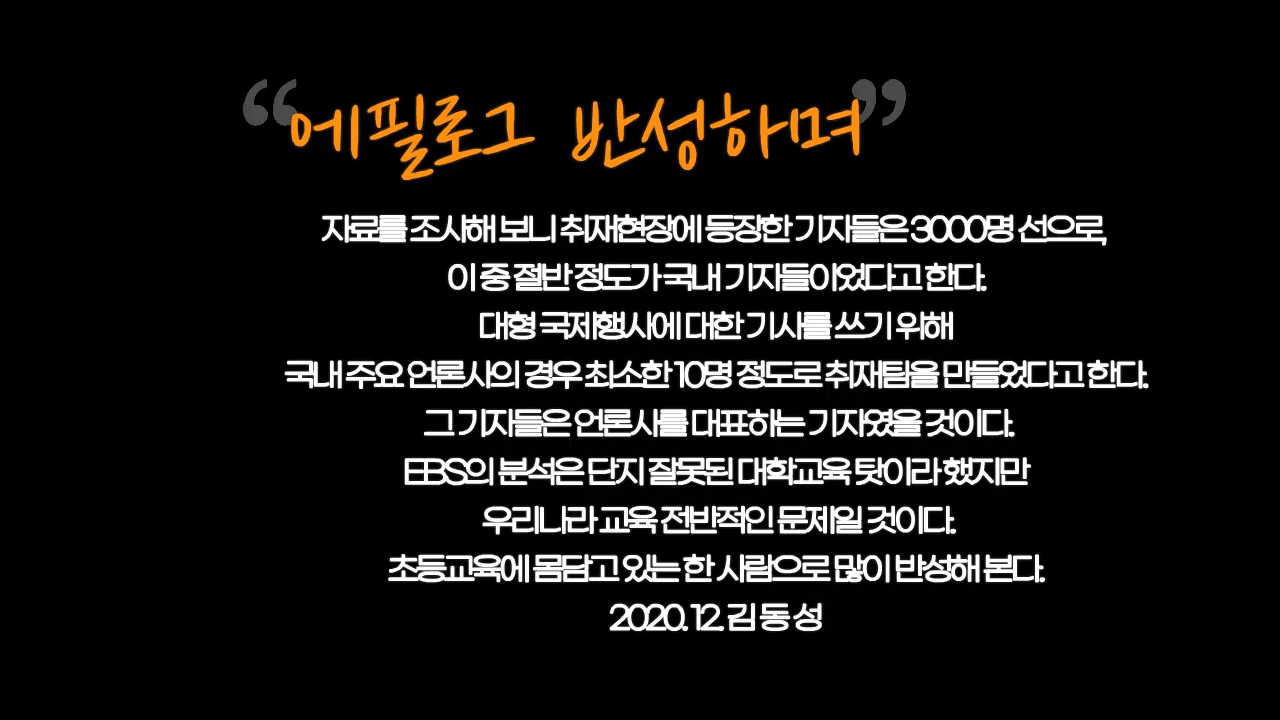 “에필로그 반성하며”
자료를 조사해 보니 취재현장에 등장한 기자들은 3000명 선으로,
이 중 절반 정도가 국내 기자들이었다고 한다.
대형 국제행사에 대한 기사를 쓰기 위해
국내 주요 언론사의 경우 최소한 10명 정도로 취재팀을 만들었다고 한다.
그 기자들은 언론사를 대표하는 기자였을 것이다.
EBS의 분석은 단지 잘못된 대학교육 탓이라 했지만
우리나라 교육 전반적인 문제일 것이다.
초등교육에 몸담고 있는 한 사람으로 많이 반성해 본다.
2020. 12. 김 동 성